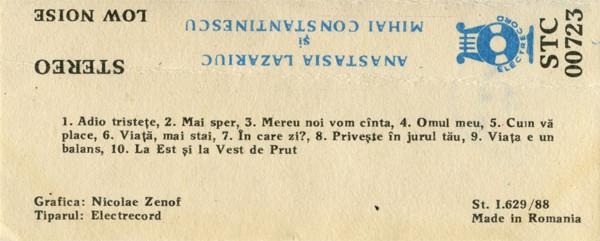 LOW NOISE
STEREO
ANASTASIA LAZARIUC
și
MIHAI CONSTANTINESCU
ELECTRECORD
STC
00723
1. Adio tristețe, 2. Mai sper, 3. Mereu noi vom cînta, 4. Omul meu, 5. Cum vă
place, 6. Viață, mai stai, 7. În care zi?, 8. Privește în jurul tău, 9. Viața e un
balans, 10. La Est și la Vest de Prut
Grafica: Nicolae Zenof
Tiparul: Electrecord
St. I.629/88
Made in Romania